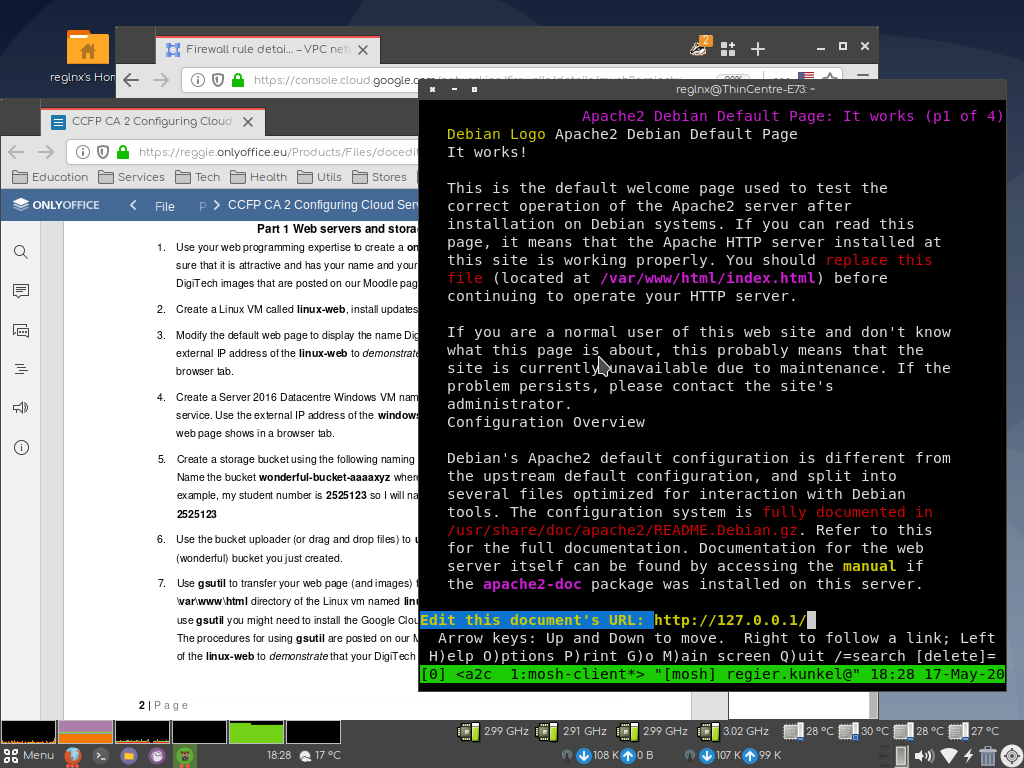 reglnx's Hom
Firewall rule detai... – VPC netw
2
https://console.cloud.google.com
reglnx@ThinCentre-E73: ~
CCFP CA 2 Configuring Cloud
https://reggie.onlyoffice.eu/Products/Files/docedit
Education Services Tech Health Utils Stores
ONLYOFFICE File P CCFP CA 2 Configuring Cloud Serv
Part 1 Web servers and stora
1. Use your web programming expertise to create a on
sure that it is attractive and has your name and your
DigiTech images that are posted on our Moodle pag
2. Create a Linux VM called linux-web, install updates
3. Modify the default web page to display the name Dig
external IP address of the linux-web to demonstrate
browser tab.
4. Create a Server 2016 Datacentre Windows VM nam
service. Use the external IP address of the windows
web page shows in a browser tab.
5. Create a storage bucket using the following naming
Name the bucket wonderful-bucket-aaaxyz where
example, my student number is 2525123 so I will na
2525123
6. Use the bucket uploader (or drag and drop files) to u
(wonderful) bucket you just created.
7. Use gsutil to transfer your web page (and images) f
\var\www\html directory of the Linux vm named linu
use gsutil you might need to install the Google Clou
The procedures for using gsutil are posted on our M
of the linux-web to demonstrate that your DigiTech
2 | Page
Apache2 Debian Default Page: It works (p1 of 4)
Debian Logo Apache2 Debian Default Page
It works!
This is the default welcome page used to test the
correct operation of the Apache2 server after
installation on Debian systems. If you can read this
page, it means that the Apache HTTP server installed at
this site is working properly. You should replace this
file (located at /var/www/html/index.html) before
continuing to operate your HTTP server.
If you are a normal user of this web site and don't know
what this page is about, this probably means that the
site is currently unavailable due to maintenance. If the
problem persists, please contact the site's
administrator.
Configuration Overview
Debian's Apache2 default configuration is different from
the upstream default configuration, and split into
several files optimized for interaction with Debian
tools. The configuration system is fully documented in
/usr/share/doc/apache2/README.Debian.gz. Refer to this
for the full documentation. Documentation for the web
server itself can be found by accessing the manual if
the apache2-doc package was installed on this server.
Edit this document's URL: http://127.0.0.1/
Arrow keys: Up and Down to move. Right to follow a link; Left
H)elp O)ptions P)rint G)o M)ain screen Q)uit /=search [delete]=
[0] <a2c 1:mosh-client*> "[mosh] regier.kunkel@" 18:28 17-May-20
2.99 GHz 2.91 GHz 2.99 GHz 3.02 GHz 28 °C 30 °C 28 °C 27 °C
Menu 18:28 17 °C 108 K 0 B 107 K 99 K